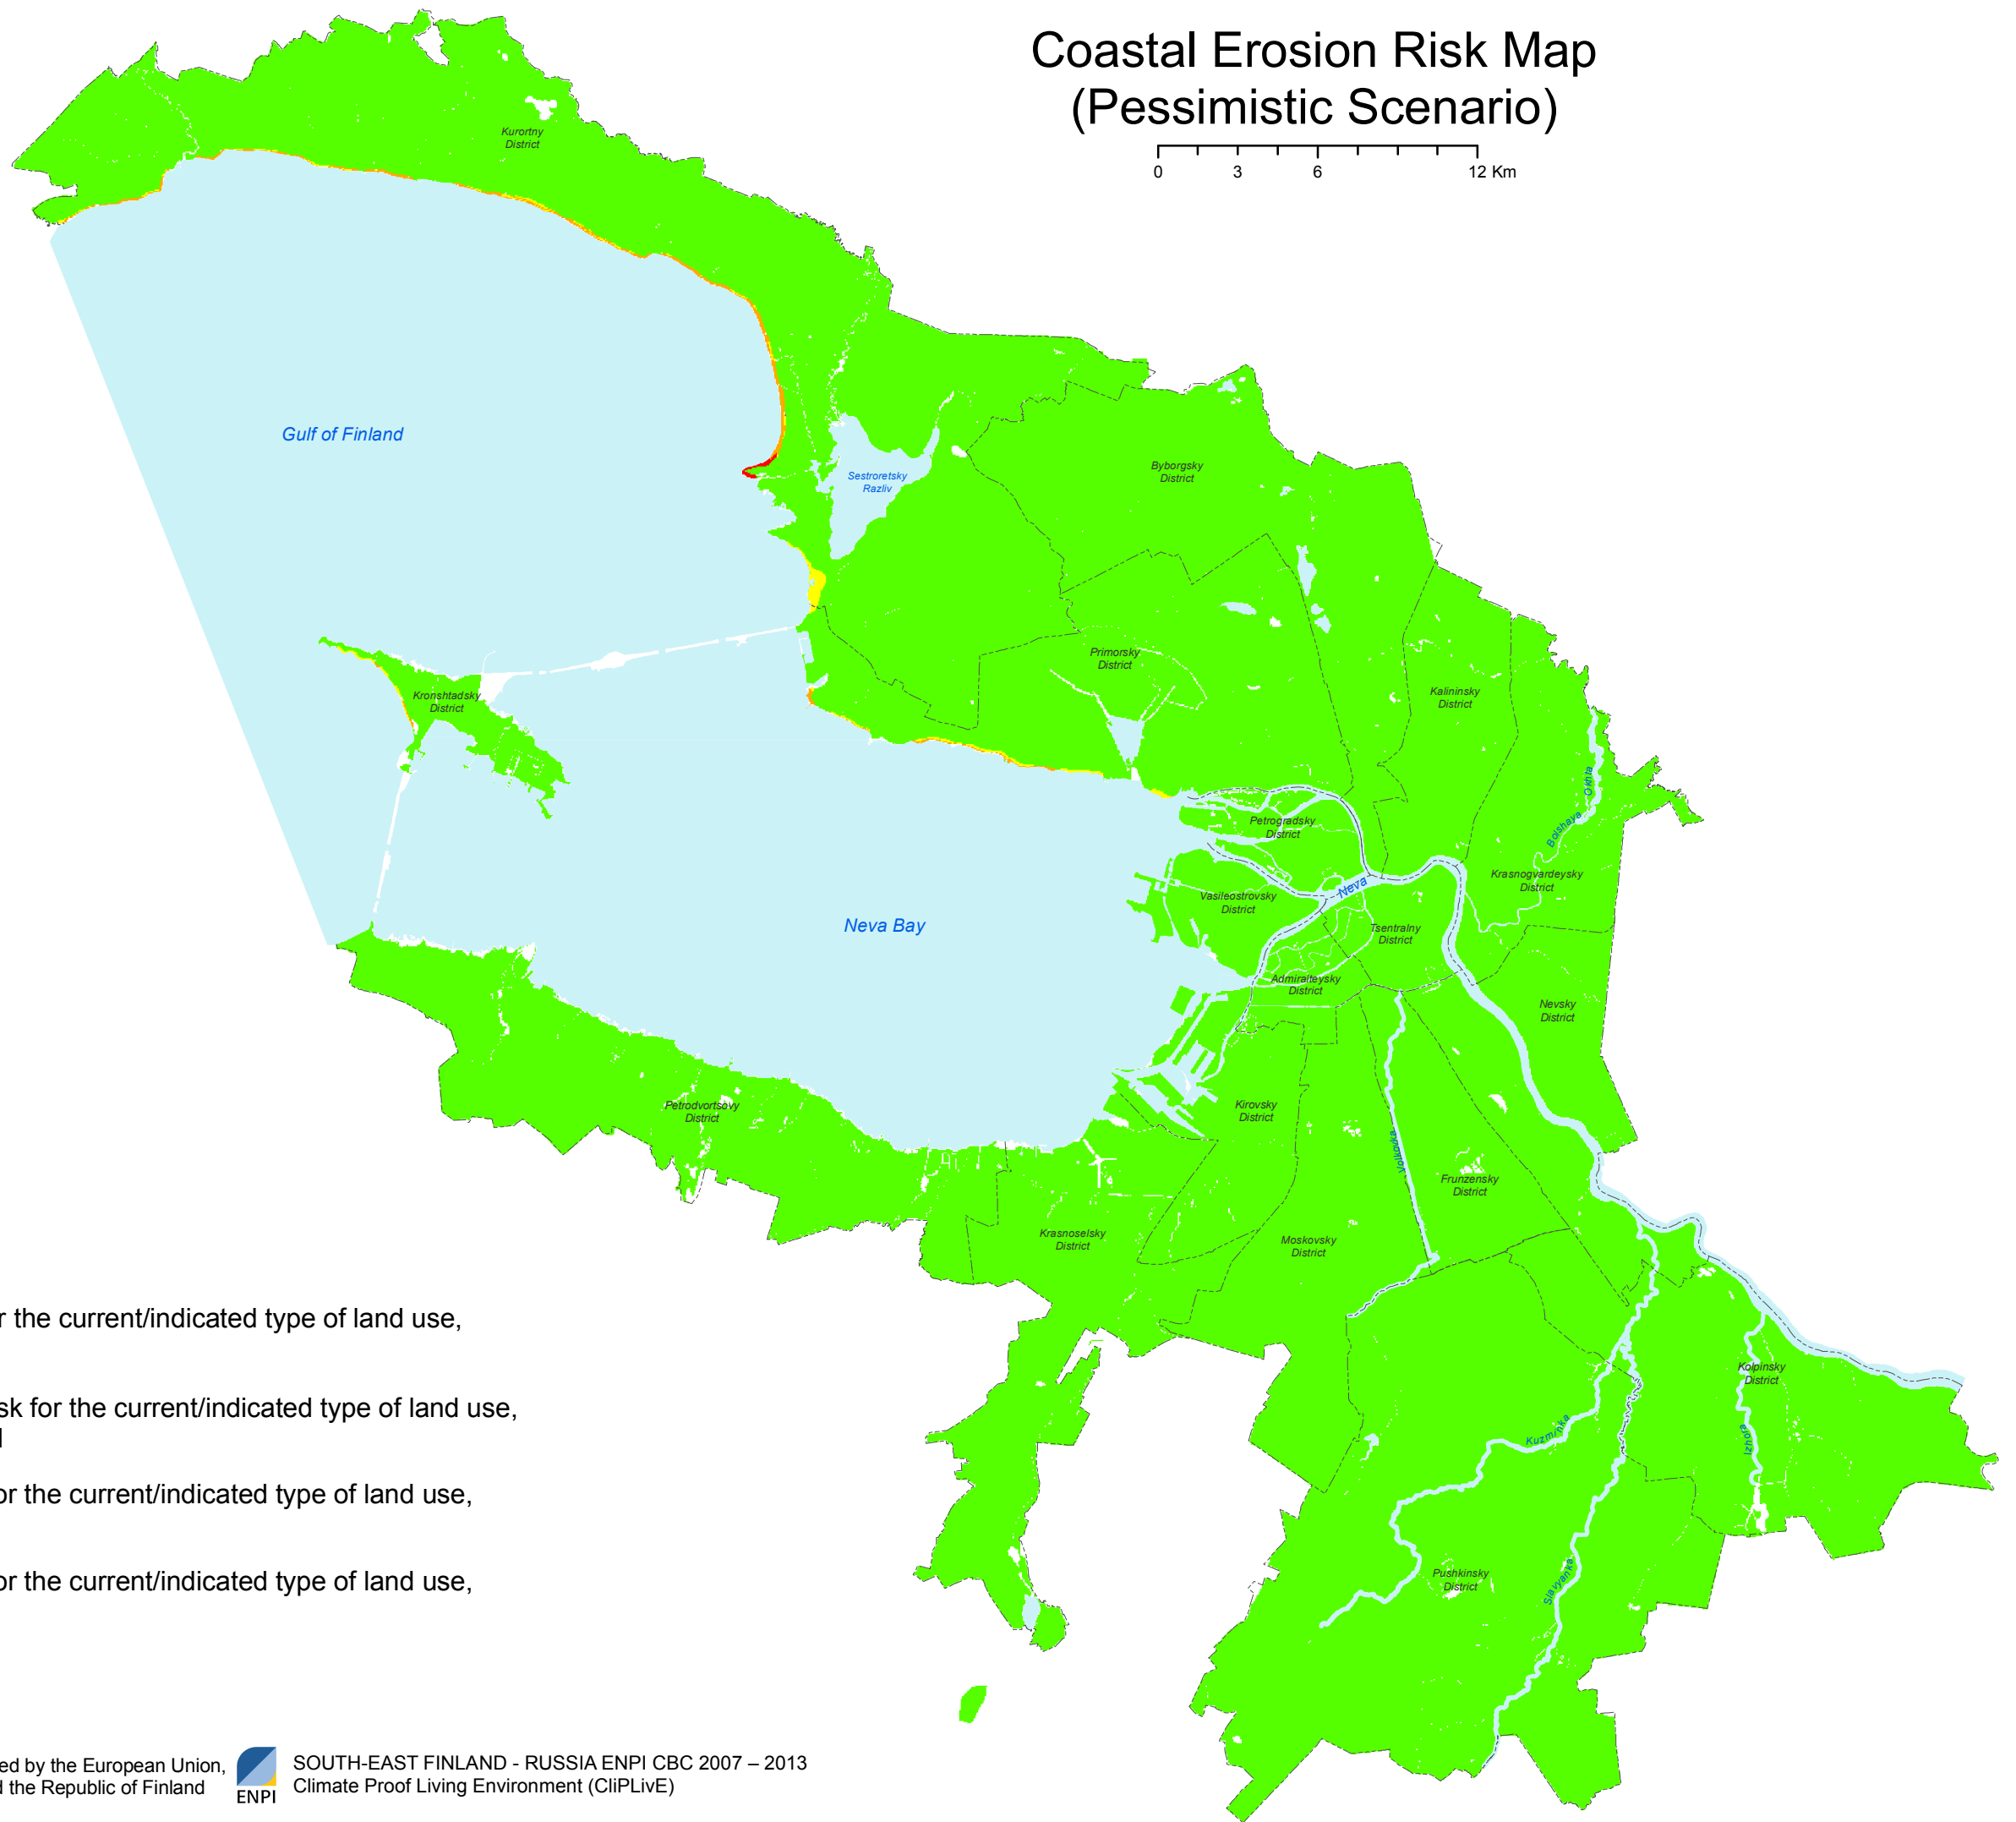 Coastal Erosion Risk Map
(Pessimistic Scenario)
0 3 6 12 Km
Kurortny
District
Gulf of Finland
Sestroretsky
Razliv
Byborgsky
District
Primorsky
District
Kronshtadsky
District
Kalininsky
District
Okhta
Bolshaya
Petrogradsky
District
Krasnogvardeysky
District
Neva
Vasileostrovsky
District
Neva Bay
Tsentralny
District
Admiralteysky
District
Nevsky
District
Petrodvortsovy
District
Kirovsky
District
Volkovka
Frunzensky
District
Krasnoselsky
District
Moskovsky
District
Kolpinsky
District
Kuzminka
Izhora
Pushkinsky
District
Slavyanka
r the current/indicated type of land use,
sk for the current/indicated type of land use,
or the current/indicated type of land use,
or the current/indicated type of land use,
ed by the European Union,
d the Republic of Finland
ENPI
SOUTH-EAST FINLAND - RUSSIA ENPI CBC 2007 – 2013
Climate Proof Living Environment (CliPLivE)